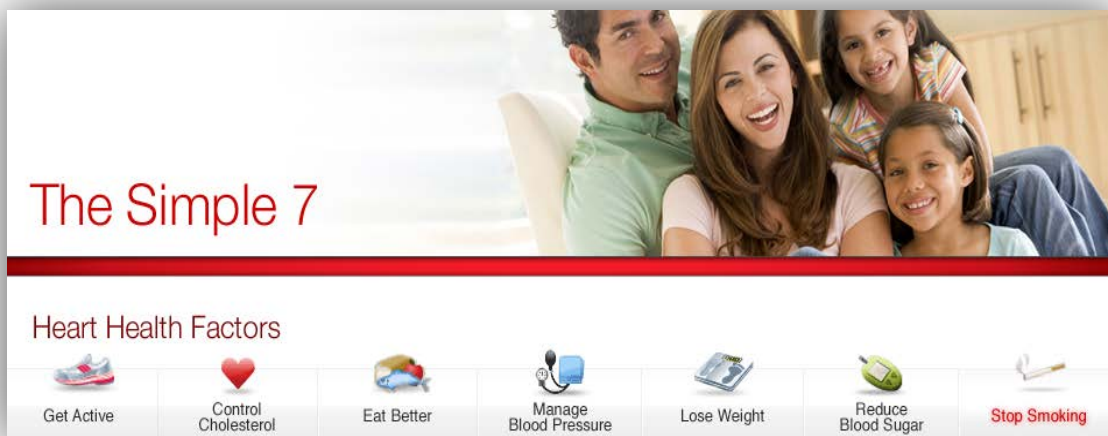 The Simple 7
Heart Health Factors
Get Active
Control
Cholesterol
Eat Better
Manage
Blood Pressure
Lose Weight
Reduce
Blood Sugar
Stop Smoking